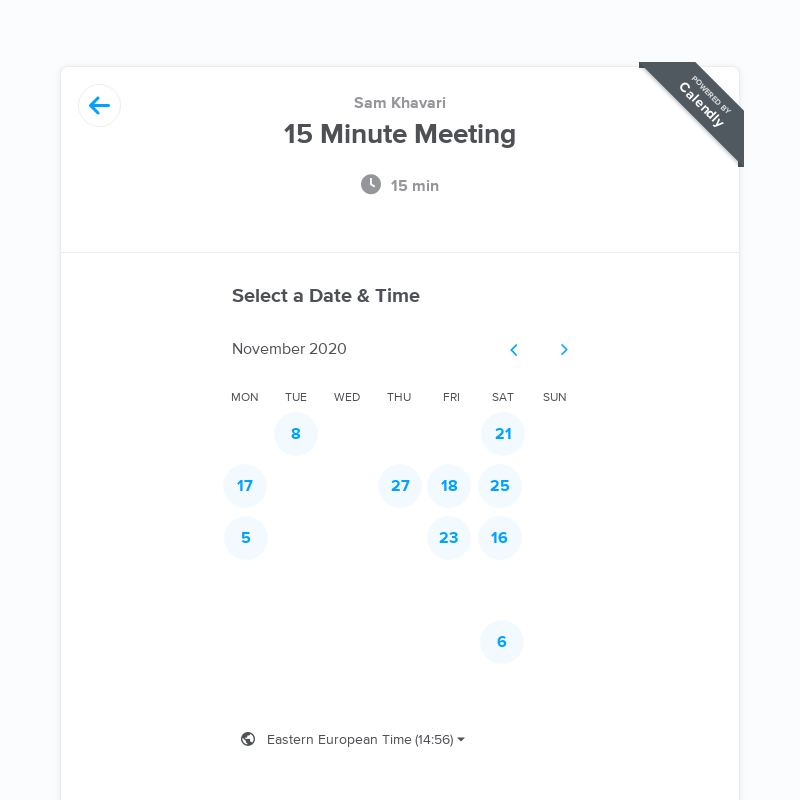 POWERED BY
Calendly
Sam Khavari
15 Minute Meeting
15 min
Select a Date & Time
November 2020
MON TUE WED THU FRI SAT SUN
8 21
17 27 18 25
5 23 16
6
Eastern European Time (14:56)